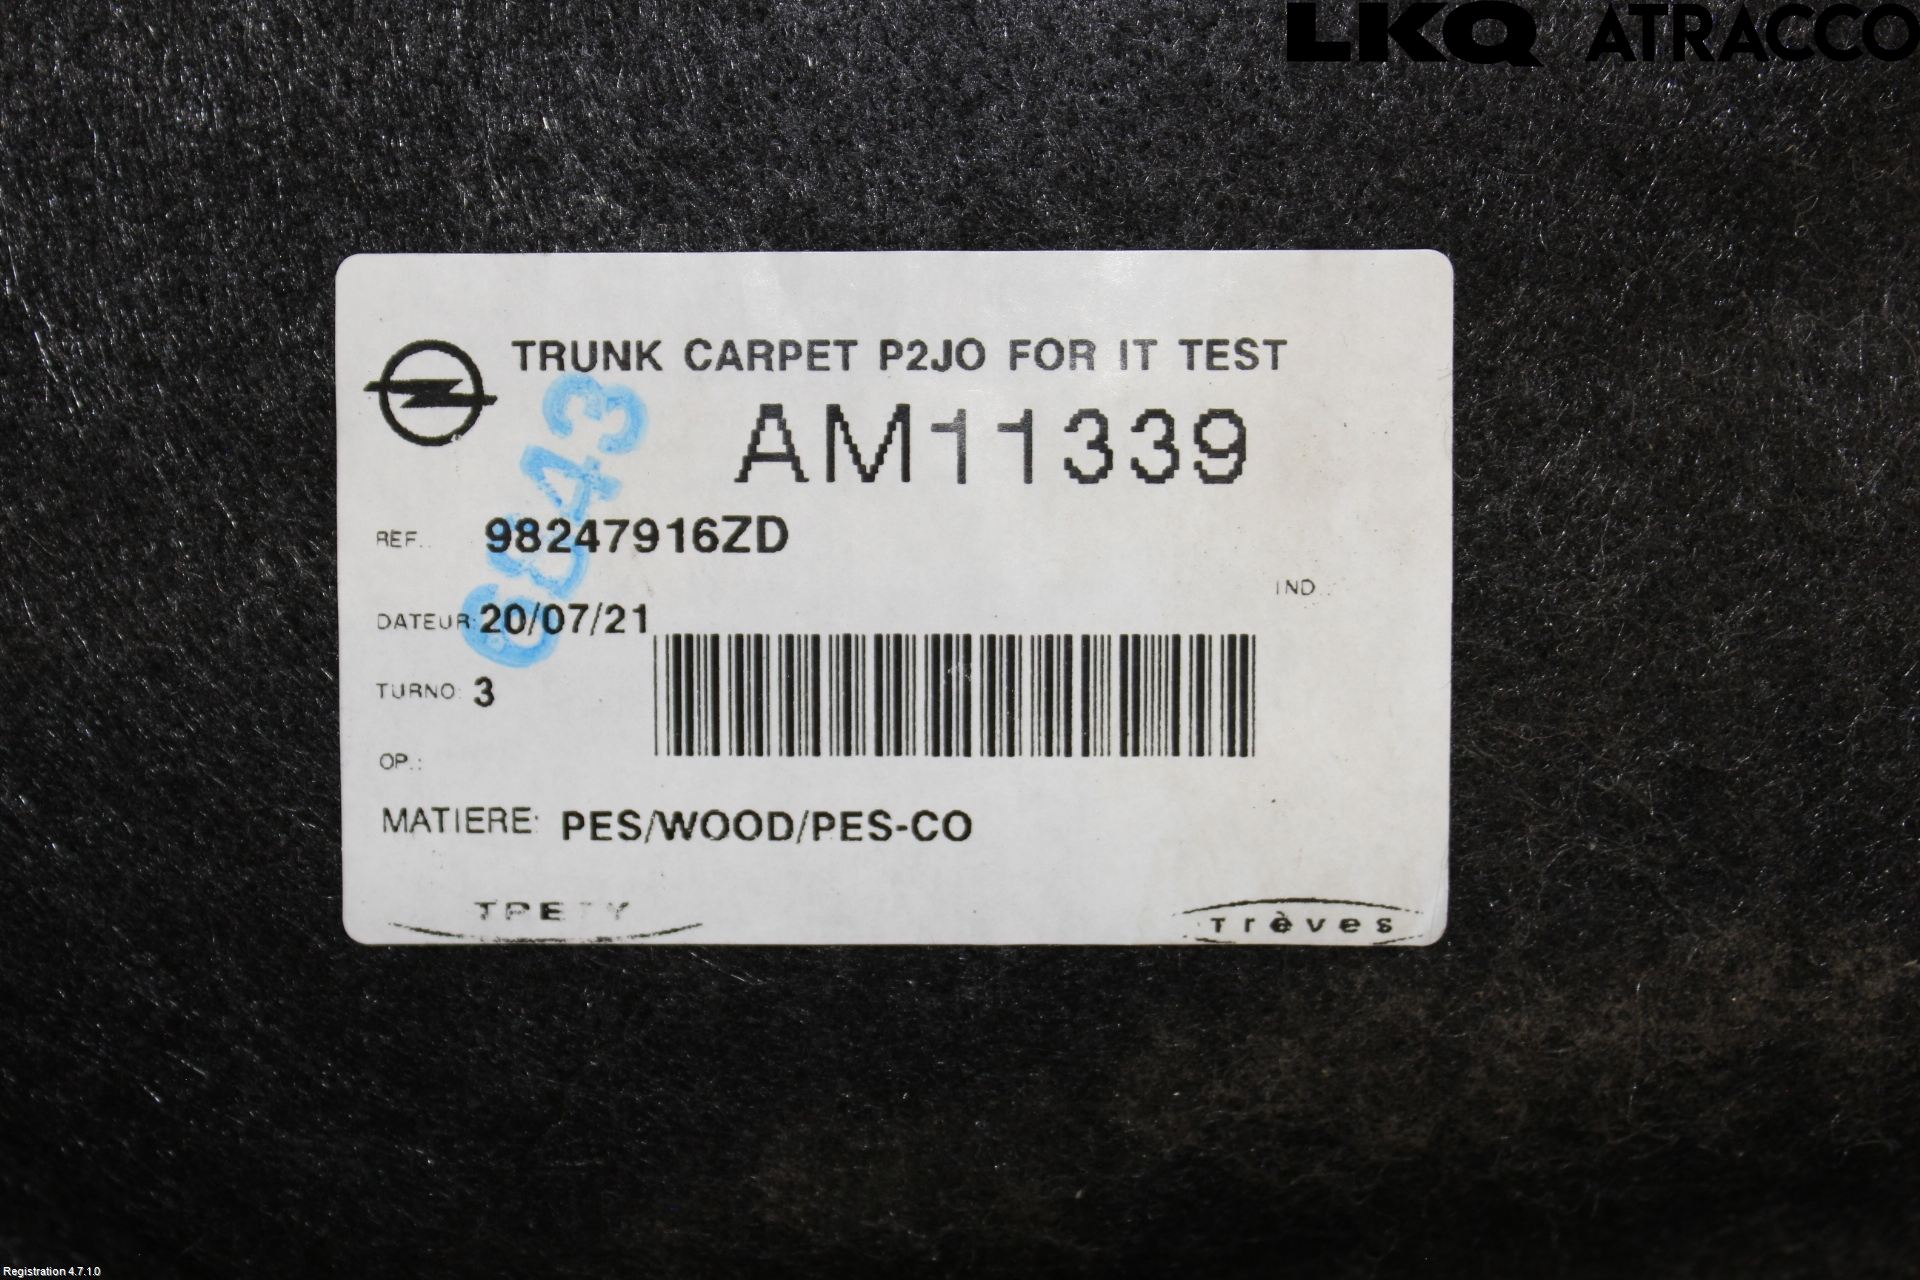 LKQ ATRACCO
TRUNK CARPET P2JO FOR IT TEST
AM11339
6843
REF.: 98247916ZD
IND.:
DATEUR: 20/07/21
TURNO: 3
OP.:
MATIERE: PES/WOOD/PES-CO
Trèves
Registration 4.7.1.0